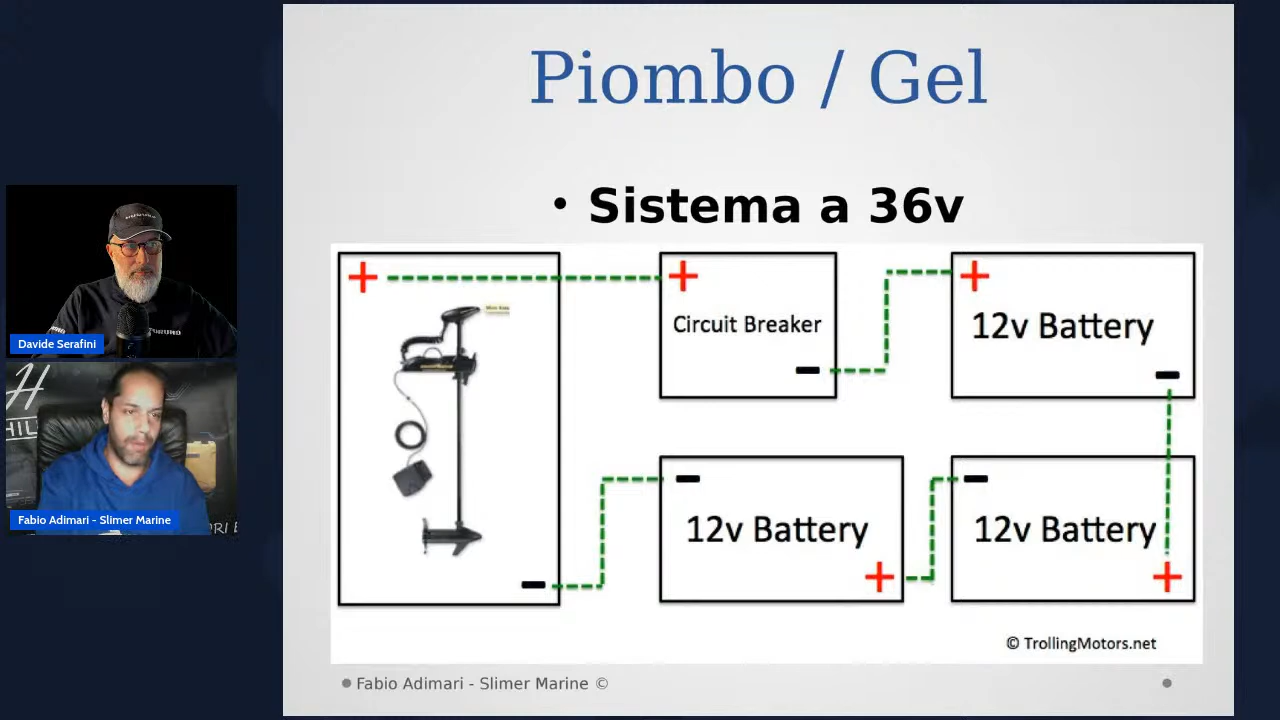 Piombo / Gel
• Sistema a 36v
+
+
+
Circuit Breaker
12v Battery
-
-
-
-
12v Battery
12v Battery
+
+
-
© TrollingMotors.net
Fabio Adimari - Slimer Marine ©
Davide Serafini
Fabio Adimari - Slimer Marine